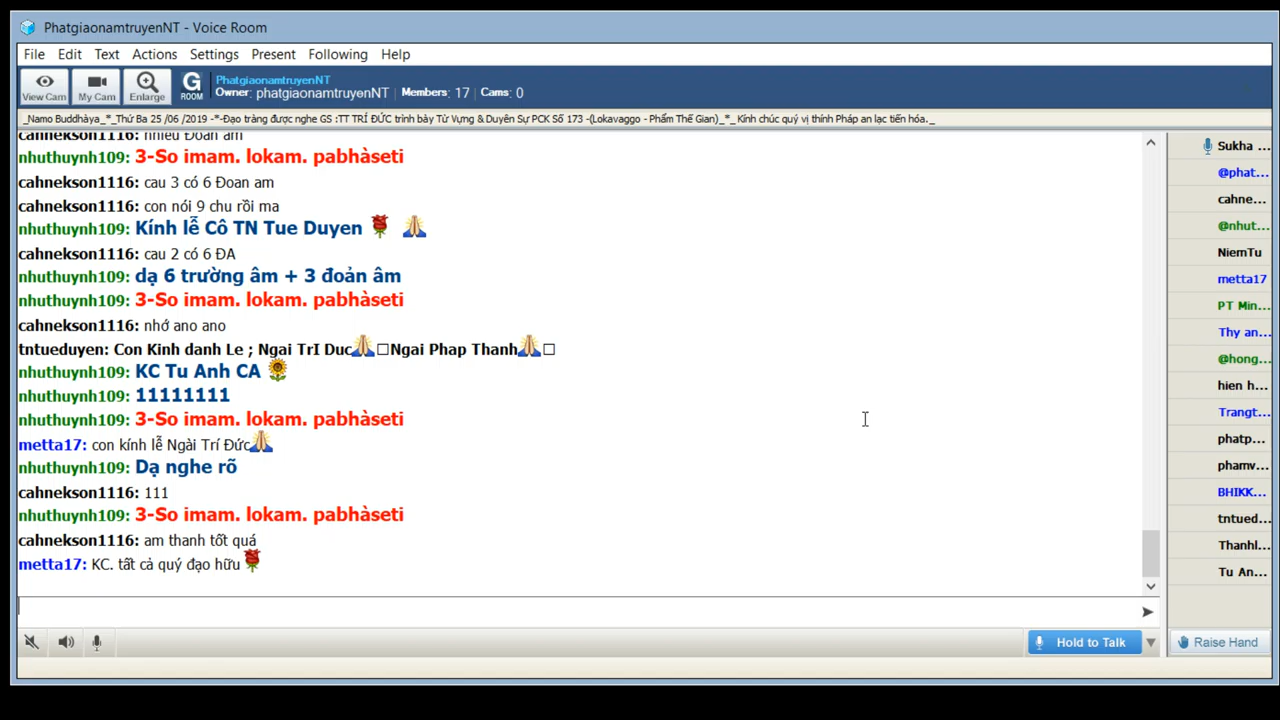 PhatgiaonamtruyenNT - Voice Room
File Edit Text Actions Settings Present Following Help
View Cam My Cam Enlarge G ROOM
PhatgiaonamtruyenNT
Owner: phatgiaonamtruyenNT Members: 17 Cams: 0
_Namo Buddhàya_*_Thứ Ba 25 /06 /2019 -*-Đạo tràng được nghe GS :TT TRÍ ĐỨC trình bày Từ Vựng & Duyên Sự PCK Số 173 -(Lokavaggo - Phẩm Thế Gian)_*_ Kính chúc quý vị thính Pháp an lạc tiến hóa._
cahnekson1116: nhieu Đoan am
nhuthuynh109: 3-So imam. lokam. pabhàseti
cahnekson1116: cau 3 có 6 Đoan am
cahnekson1116: con nói 9 chu rồi ma
nhuthuynh109: Kính lễ Cô TN Tue Duyen 🌹 🙏
cahnekson1116: cau 2 có 6 ĐA
nhuthuynh109: dạ 6 trường âm + 3 đoản âm
nhuthuynh109: 3-So imam. lokam. pabhàseti
cahnekson1116: nhớ ano ano
tntueduyen: Con Kinh danh Le ; Ngai TrI Duc🙏□Ngai Phap Thanh🙏□
nhuthuynh109: KC Tu Anh CA 🌻
nhuthuynh109: 11111111
nhuthuynh109: 3-So imam. lokam. pabhàseti
metta17: con kính lễ Ngài Trí Đức🙏
nhuthuynh109: Dạ nghe rõ
cahnekson1116: 111
nhuthuynh109: 3-So imam. lokam. pabhàseti
cahnekson1116: am thanh tốt quá
metta17: KC. tất cả quý đạo hữu🌹
Sukha ...
@phat...
cahne...
@nhut...
NiemTu
metta17
PT Min...
Thy an...
@hong...
hien h...
Trangt...
phatp...
phamv...
BHIKK...
tntued...
Thanhl...
Tu An...
Hold to Talk
Raise Hand